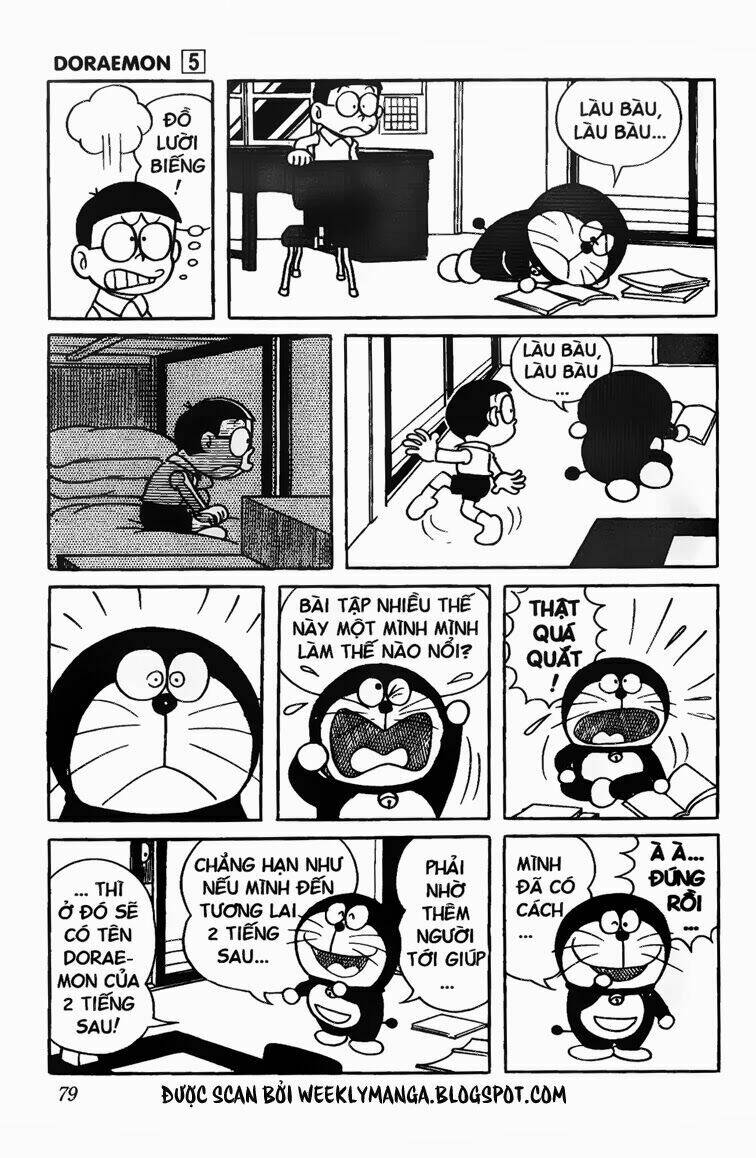 DORAEMON 5
LÀU BÀU,
LÀU BÀU...
ĐỒ
LƯỜI
BIẾNG
!
LÀU BÀU,
LÀU BÀU
...
THẬT
QUÁ
QUẮT
!
BÀI TẬP NHIỀU THẾ
NÀY MỘT MÌNH MÌNH
LÀM THẾ NÀO NỔI?
À À...
ĐÚNG
RỒI
...
MÌNH
ĐÃ CÓ
CÁCH
...
PHẢI
NHỜ
THÊM
NGƯỜI
TỚI GIÚP
...
CHẲNG HẠN NHƯ
NẾU MÌNH ĐẾN
TƯƠNG LAI
2 TIẾNG
SAU...
... THÌ
Ở ĐÓ SẼ
CÓ TÊN
DORAE-
MON CỦA
2 TIẾNG
SAU!
79
ĐƯỢC SCAN BỞI WEEKLYMANGA.BLOGSPOT.COM